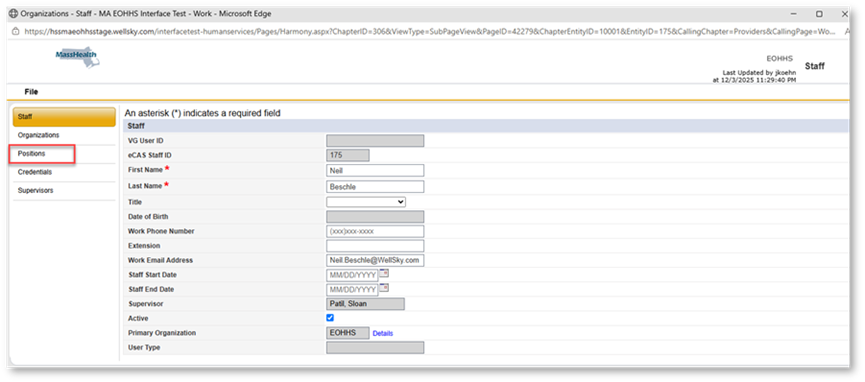 Organizations - Staff - MA EOHHS Interface Test - Work - Microsoft Edge
https://hssmaeohhsstage.wellsky.com/interfacetest-humanservices/Pages/Harmony.aspx?ChapterID=306&ViewType=SubPageView&PageID=42279&ChapterEntityID=10001&EntityID=175&CallingChapter=Providers&CallingPage=Wo...
MassHealth
EOHHS
Staff
Last Updated by jkoehn
at 12/3/2025 11:29:40 PM
File
Staff
Organizations
Positions
Credentials
Supervisors
An asterisk (*) indicates a required field
Staff
VG User ID
eCAS Staff ID 175
First Name * Neil
Last Name * Beschle
Title
Date of Birth
Work Phone Number (xxx)xxx-xxxx
Extension
Work Email Address Neil.Beschle@WellSky.com
Staff Start Date MM/DD/YYYY
Staff End Date MM/DD/YYYY
Supervisor Patil, Sloan
Active
Primary Organization EOHHS Details
User Type